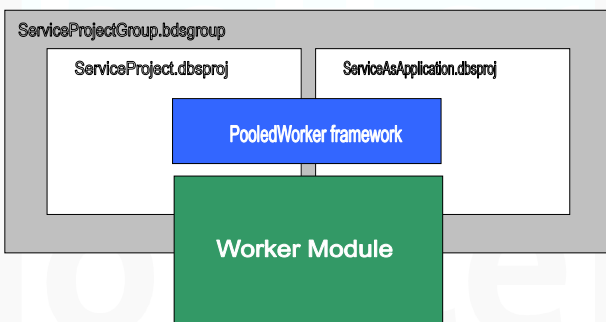 ServiceProjectGroup.bdsgroup
ServiceProject.dbsproj
ServiceAsApplication.dbsproj
PooledWorker framework
Worker Module